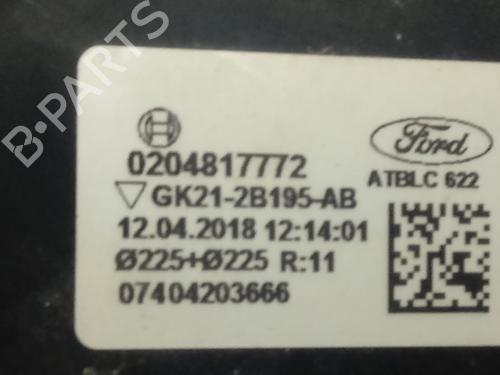 B-PARTS
Ford
0204817772
ATBLC 622
▽GK21-2B195-AB
12.04.2018 12:14:01
Ø225+Ø225 R:11
07404203666